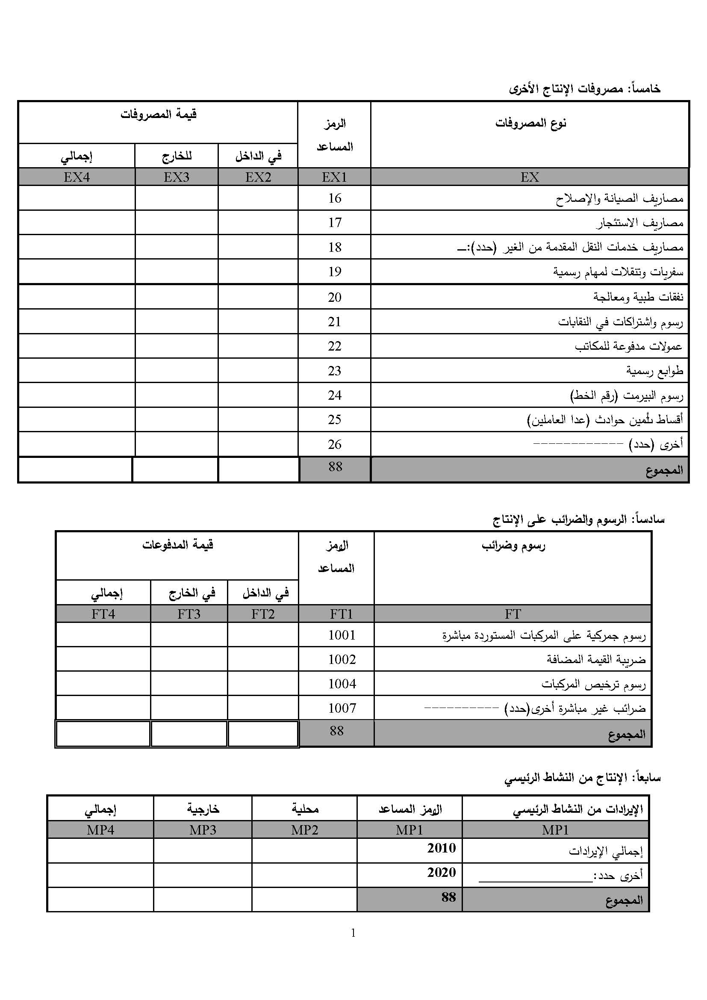 خامساً: مصروفات الإنتاج الأخرى
نوع المصروفات الرمز المساعد قيمة المصروفات
في الداخل للخارج إجمالي
EX EX1 EX2 EX3 EX4
مصاريف الصيانة والإصلاح 16
مصاريف الاستئجار 17
مصاريف خدمات النقل المقدمة من الغير (حدد):ـــ 18
سفريات وتنقلات لمهام رسمية 19
نفقات طبية ومعالجة 20
رسوم واشتراكات في النقابات 21
عمولات مدفوعة للمكاتب 22
طوابع رسمية 23
رسوم البيرمت (رقم الخط) 24
أقساط تأمين حوادث (عدا العاملين) 25
أخرى (حدد) ------------ 26
المجموع 88
سادساً: الرسوم والضرائب على الإنتاج
رسوم وضرائب الرمز المساعد قيمة المدفوعات
في الداخل في الخارج إجمالي
FT FT1 FT2 FT3 FT4
رسوم جمركية على المركبات المستوردة مباشرة 1001
ضريبة القيمة المضافة 1002
رسوم ترخيص المركبات 1004
ضرائب غير مباشرة أخرى(حدد) ---------- 1007
المجموع 88
سابعاً: الإنتاج من النشاط الرئيسي
الإيرادات من النشاط الرئيسي الرمز المساعد محلية خارجية إجمالي
MP1 MP1 MP2 MP3 MP4
إجمالي الإيرادات 2010
أخرى حدد:________________ 2020
المجموع 88
1